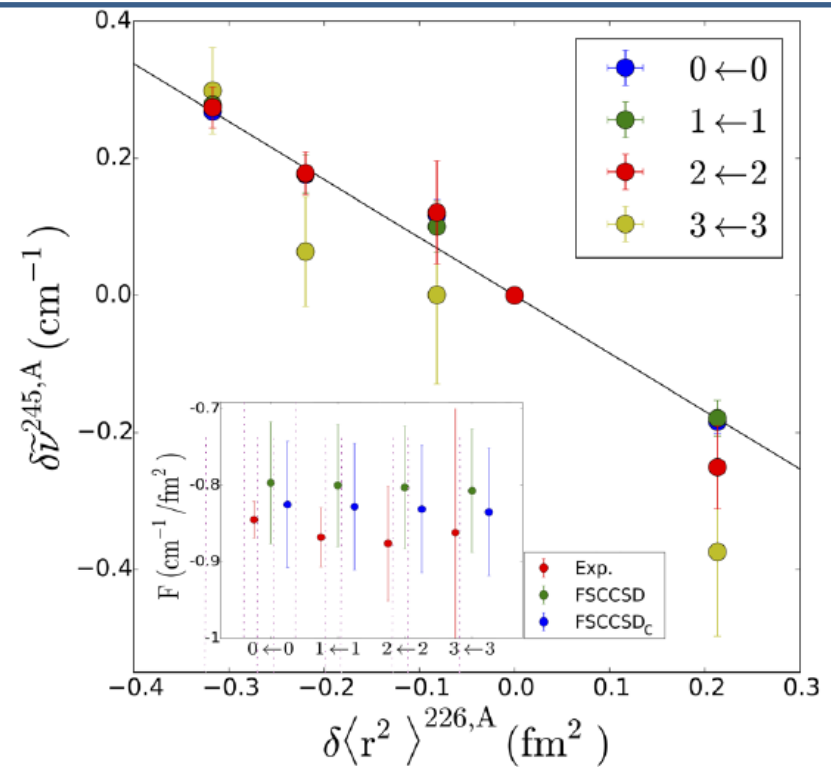 0.4
0.2
0.0
−0.2
−0.4
δν̃^245,A (cm^−1)
0←0
1←1
2←2
3←3
-0.7
-0.8
-0.9
-1
F (cm^−1/fm^2)
0←0 1←1 2←2 3←3
Exp.
FSCCSD
FSCCSD_C
−0.4 −0.3 −0.2 −0.1 0.0 0.1 0.2 0.3
δ⟨r^2⟩^226,A (fm^2)